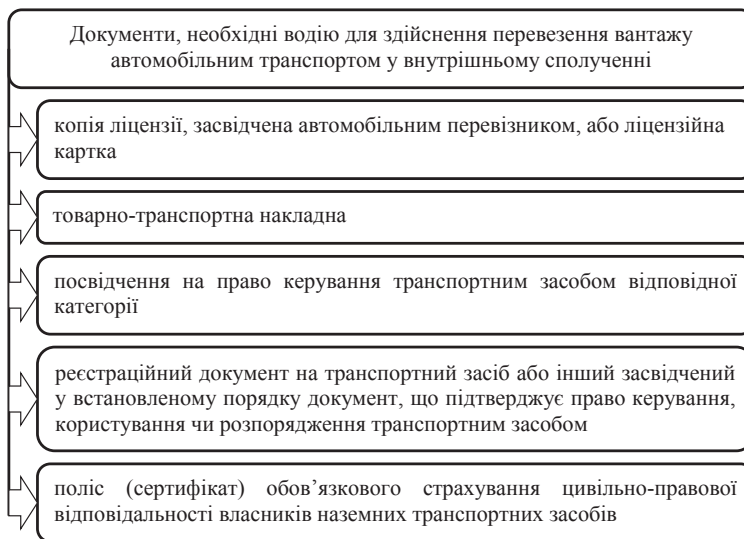 Документи, необхідні водію для здійснення перевезення вантажу
автомобільним транспортом у внутрішньому сполученні
копія ліцензії, засвідчена автомобільним перевізником, або ліцензійна
картка
товарно-транспортна накладна
посвідчення на право керування транспортним засобом відповідної
категорії
реєстраційний документ на транспортний засіб або інший засвідчений
у встановленому порядку документ, що підтверджує право керування,
користування чи розпорядження транспортним засобом
поліс (сертифікат) обов’язкового страхування цивільно-правової
відповідальності власників наземних транспортних засобів